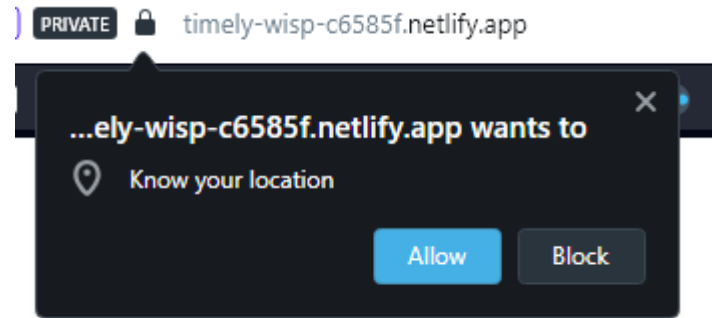 PRIVATE timely-wisp-c6585f.netlify.app
...ely-wisp-c6585f.netlify.app wants to
Know your location
Allow Block